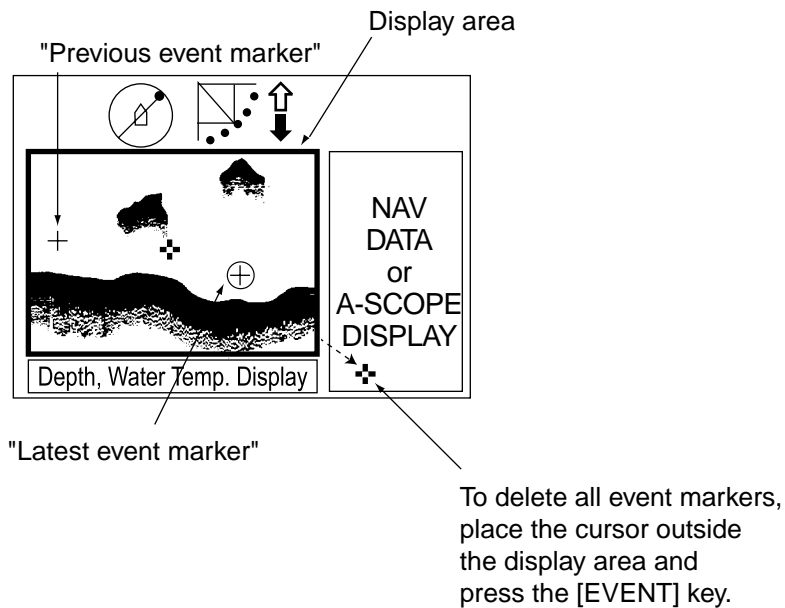 Display area
"Previous event marker"
NAV
DATA
or
A-SCOPE
DISPLAY
Depth, Water Temp. Display
"Latest event marker"
To delete all event markers,
place the cursor outside
the display area and
press the [EVENT] key.